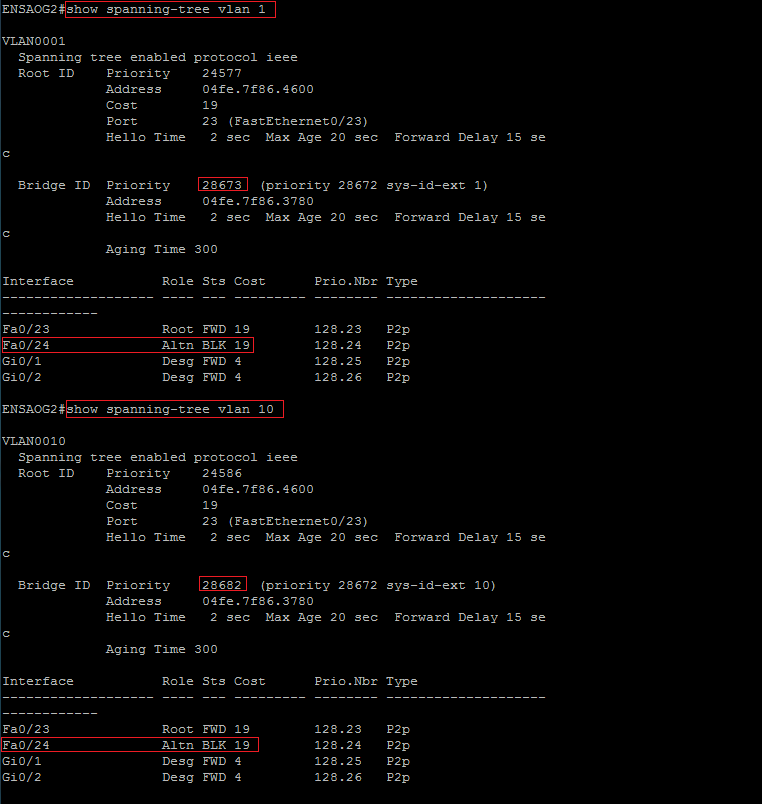 ENSAOG2#show spanning-tree vlan 1
VLAN0001
  Spanning tree enabled protocol ieee
  Root ID    Priority    24577
             Address     04fe.7f86.4600
             Cost        19
             Port        23 (FastEthernet0/23)
             Hello Time   2 sec  Max Age 20 sec  Forward Delay 15 se
c
  Bridge ID  Priority    28673  (priority 28672 sys-id-ext 1)
             Address     04fe.7f86.3780
             Hello Time   2 sec  Max Age 20 sec  Forward Delay 15 se
c
             Aging Time 300
Interface           Role Sts Cost      Prio.Nbr Type
------------------- ---- --- --------- -------- --------------------
------------
Fa0/23              Root FWD 19        128.23   P2p
Fa0/24              Altn BLK 19        128.24   P2p
Gi0/1               Desg FWD 4         128.25   P2p
Gi0/2               Desg FWD 4         128.26   P2p
ENSAOG2#show spanning-tree vlan 10
VLAN0010
  Spanning tree enabled protocol ieee
  Root ID    Priority    24586
             Address     04fe.7f86.4600
             Cost        19
             Port        23 (FastEthernet0/23)
             Hello Time   2 sec  Max Age 20 sec  Forward Delay 15 se
c
  Bridge ID  Priority    28682  (priority 28672 sys-id-ext 10)
             Address     04fe.7f86.3780
             Hello Time   2 sec  Max Age 20 sec  Forward Delay 15 se
c
             Aging Time 300
Interface           Role Sts Cost      Prio.Nbr Type
------------------- ---- --- --------- -------- --------------------
------------
Fa0/23              Root FWD 19        128.23   P2p
Fa0/24              Altn BLK 19        128.24   P2p
Gi0/1               Desg FWD 4         128.25   P2p
Gi0/2               Desg FWD 4         128.26   P2p